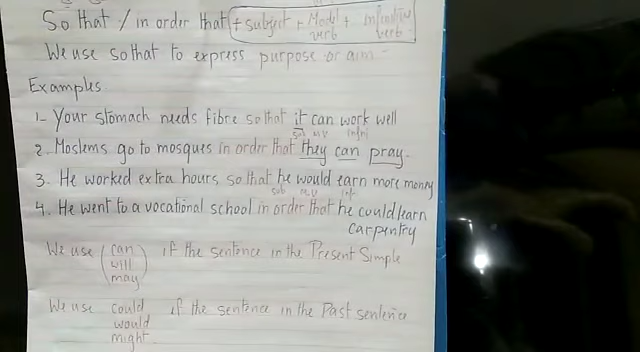 So that / in order that + subject + Modal verb + infinitive verb
We use so that to express purpose or aim
Examples
1- Your stomach needs fibre so that it can work well
sub mv infni
2. Moslems go to mosques in order that they can pray.
3. He worked extra hours, so that he would earn more money
sub mv inf
4. He went to a vocational school in order that he could learn
carpentry
We use (can will may) if the sentence in the Present Simple
We use could would might if the sentence in the Past sentence